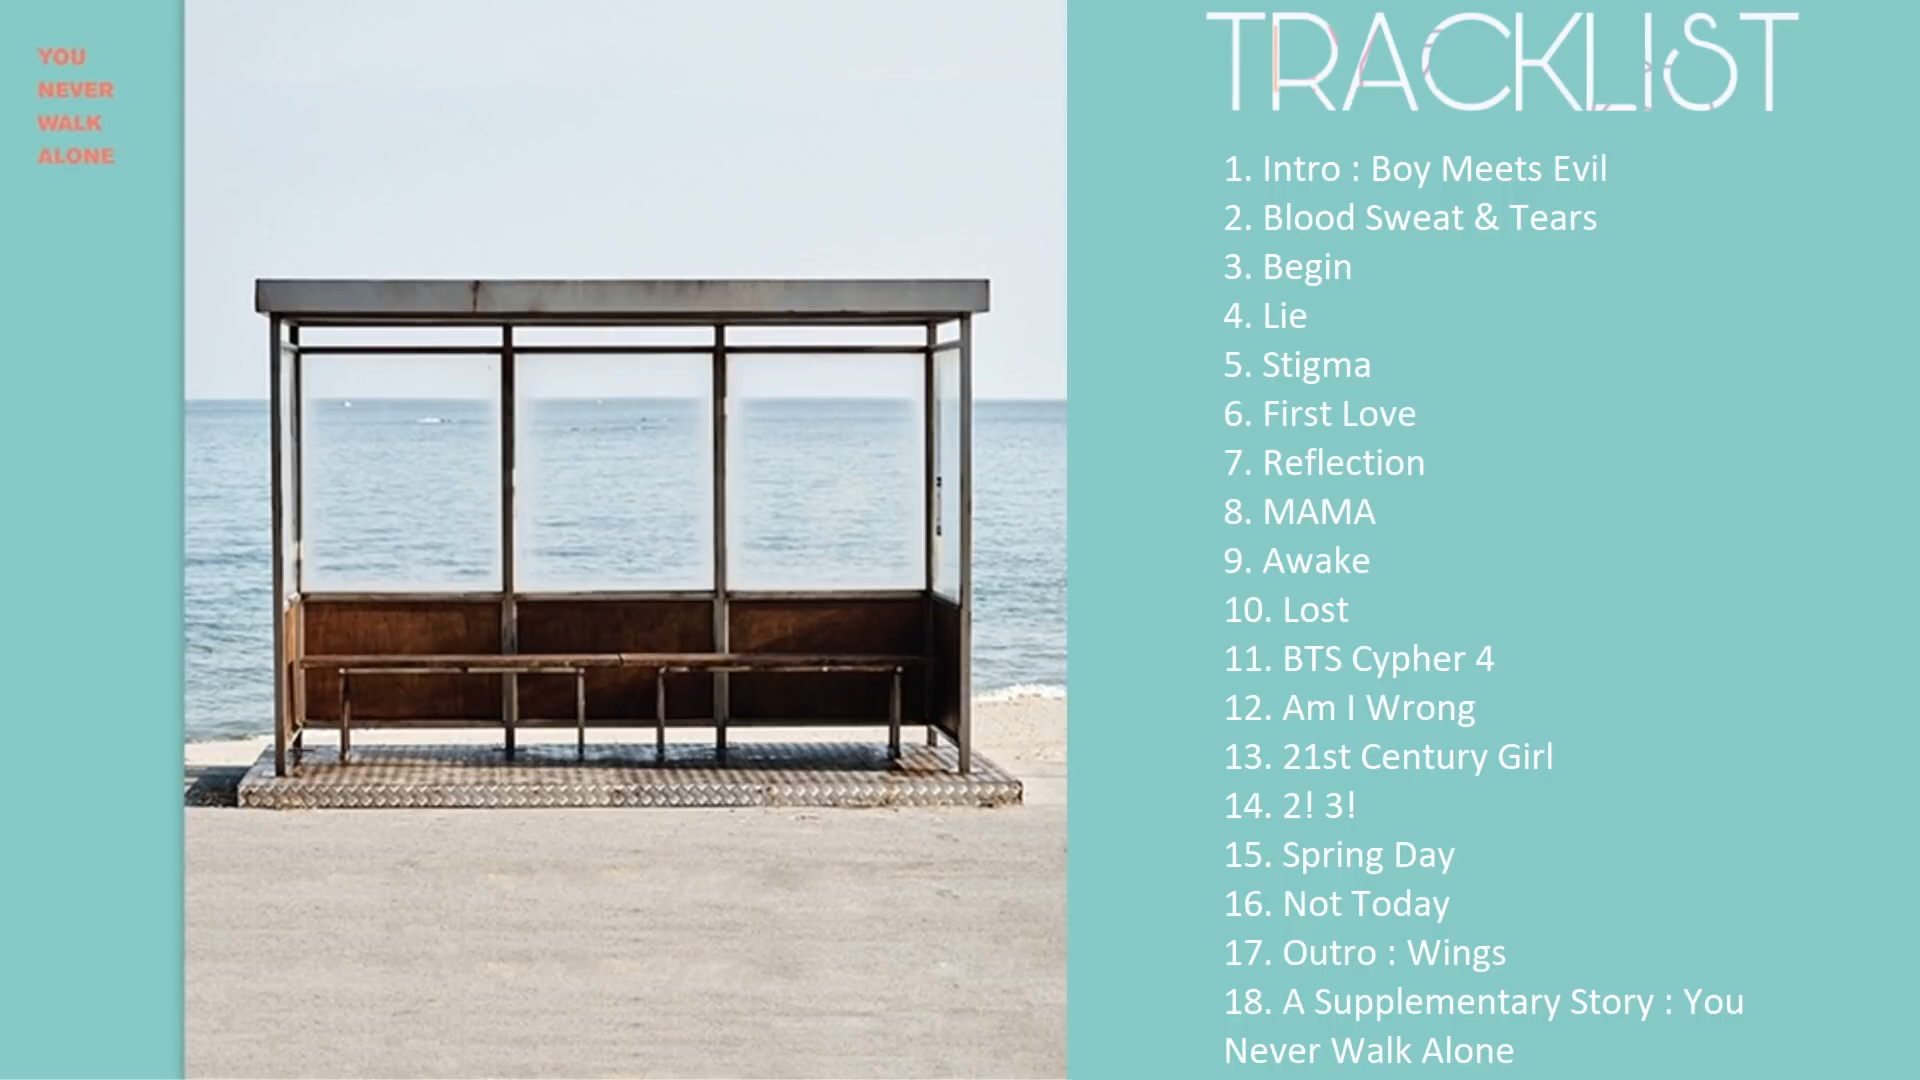 YOU
NEVER
WALK
ALONE
TRACKLIST
1. Intro : Boy Meets Evil
2. Blood Sweat & Tears
3. Begin
4. Lie
5. Stigma
6. First Love
7. Reflection
8. MAMA
9. Awake
10. Lost
11. BTS Cypher 4
12. Am I Wrong
13. 21st Century Girl
14. 2! 3!
15. Spring Day
16. Not Today
17. Outro : Wings
18. A Supplementary Story : You
Never Walk Alone